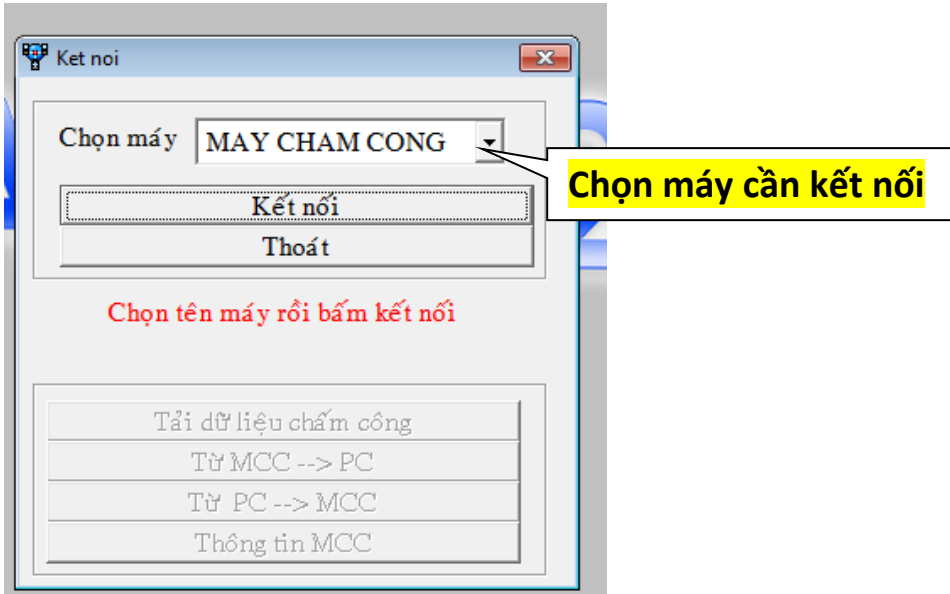 Ket noi
Chọn máy MAY CHAM CONG
Chọn máy cần kết nối
Kết nối
Thoát
Chọn tên máy rồi bấm kết nối
Tải dữ liệu chấm công
Từ MCC --> PC
Từ PC --> MCC
Thông tin MCC